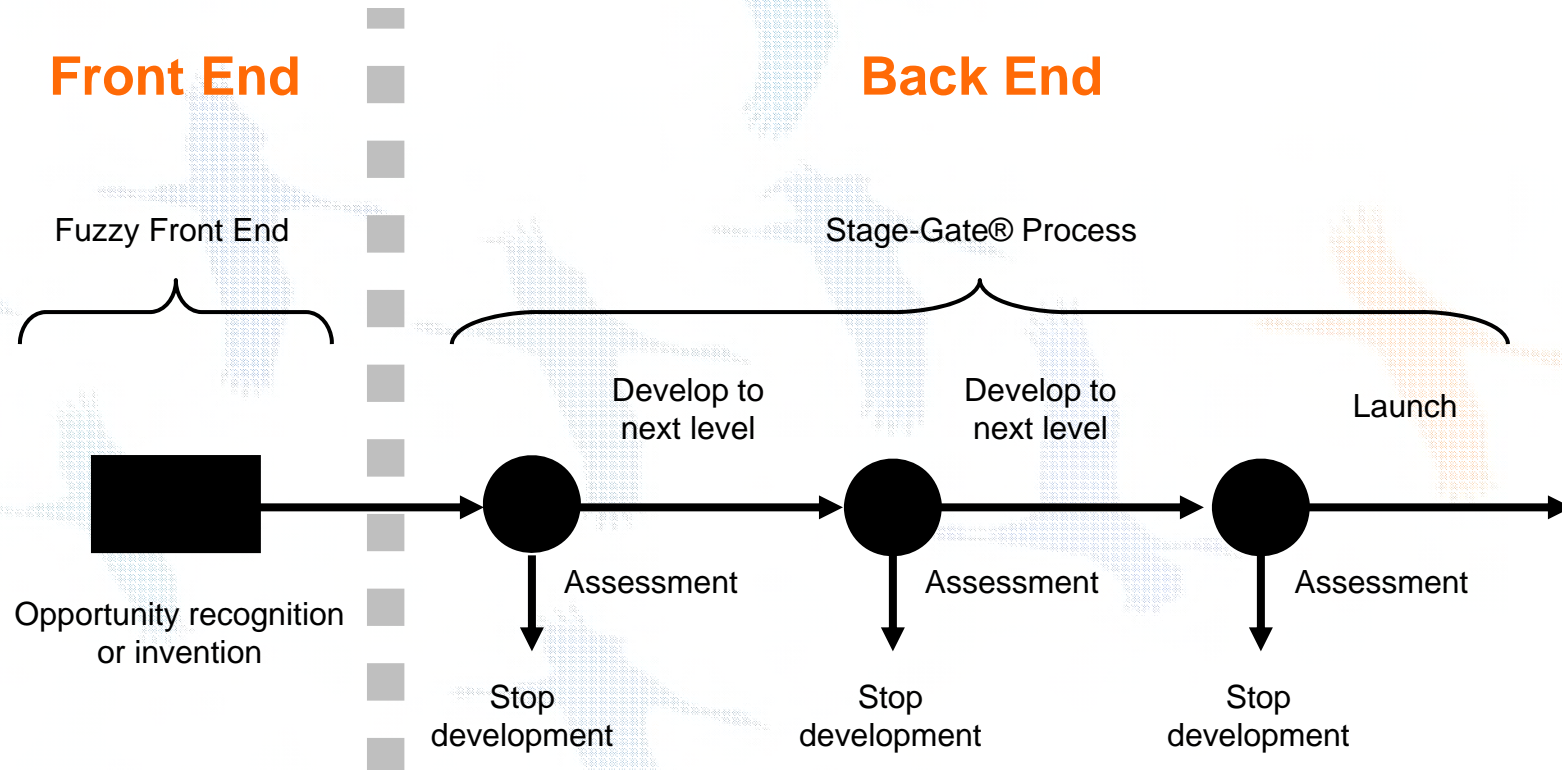 Front End
Back End
Fuzzy Front End
Stage-Gate® Process
Develop to
next level
Develop to
next level
Launch
Assessment
Assessment
Assessment
Opportunity recognition
or invention
Stop
development
Stop
development
Stop
development